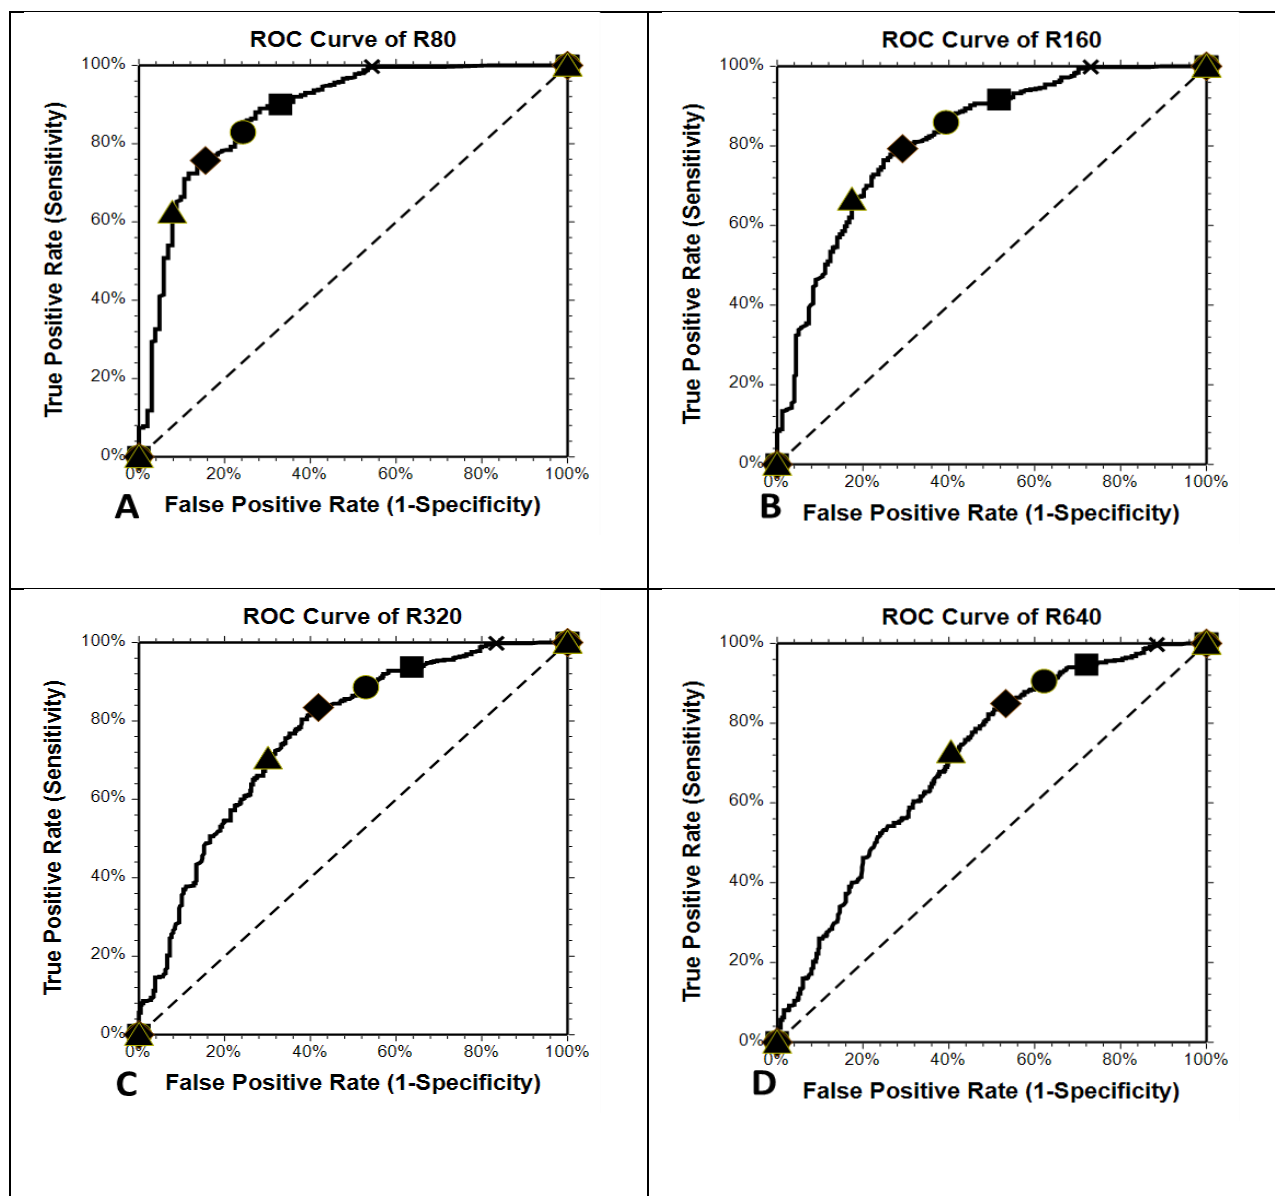 ROC Curve of R80
True Positive Rate (Sensitivity)
100%
80%
60%
40%
20%
0%
0% 20% 40% 60% 80% 100%
A False Positive Rate (1-Specificity)
ROC Curve of R160
True Positive Rate (Sensitivity)
100%
80%
60%
40%
20%
0%
0% 20% 40% 60% 80% 100%
B False Positive Rate (1-Specificity)
ROC Curve of R320
True Positive Rate (Sensitivity)
100%
80%
60%
40%
20%
0%
0% 20% 40% 60% 80% 100%
C False Positive Rate (1-Specificity)
ROC Curve of R640
True Positive Rate (Sensitivity)
100%
80%
60%
40%
20%
0%
0% 20% 40% 60% 80% 100%
D False Positive Rate (1-Specificity)